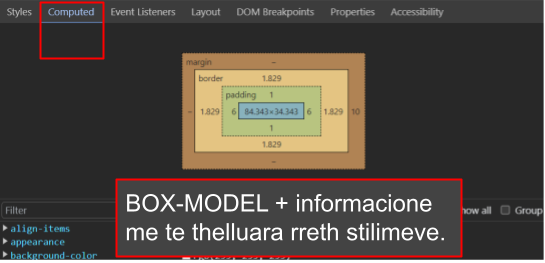 Styles Computed Event Listeners Layout DOM Breakpoints Properties Accessibility
margin –
border 1.829
padding 1
– 1.829 6 84.343×34.343 6 1.829 10
1
1.829
–
BOX-MODEL + informacione
me te thelluara rreth stilimeve.
Filter all Group
align-items
appearance
background-color